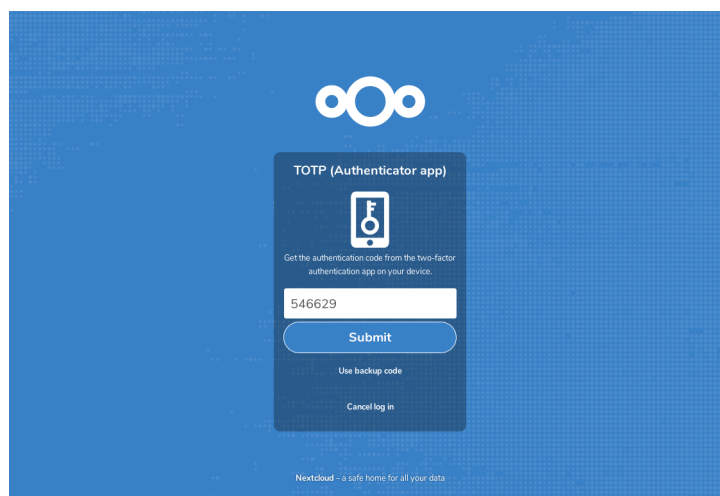 TOTP (Authenticator app)
Get the authentication code from the two-factor
authentication app on your device.
546629
Submit
Use backup code
Cancel log in
Nextcloud – a safe home for all your data